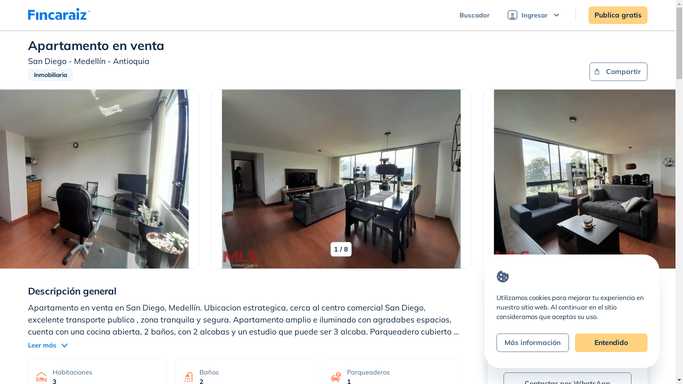 Fincaraiz
Buscador
Ingresar
Publica gratis
Apartamento en venta
San Diego - Medellín - Antioquia
Inmobiliaria
Compartir
1 / 8
Descripción general
Apartamento en venta en San Diego, Medellín. Ubicacion estrategica, cerca al centro comercial San Diego,
excelente transporte publico , zona tranquila y segura. Apartamento amplio e iluminado con agradabes espacios,
cuenta con una cocina abierta, 2 baños, con 2 alcobas y un estudio que puede ser 3 alcoba. Parqueadero cubierto ...
Leer más
Habitaciones
3
Baños
2
Parqueaderos
1
Utilizamos cookies para mejorar tu experiencia en
nuestro sitio web. Al continuar en el sitio
consideramos que aceptas su uso.
Más información
Entendido
Contactar por WhatsApp